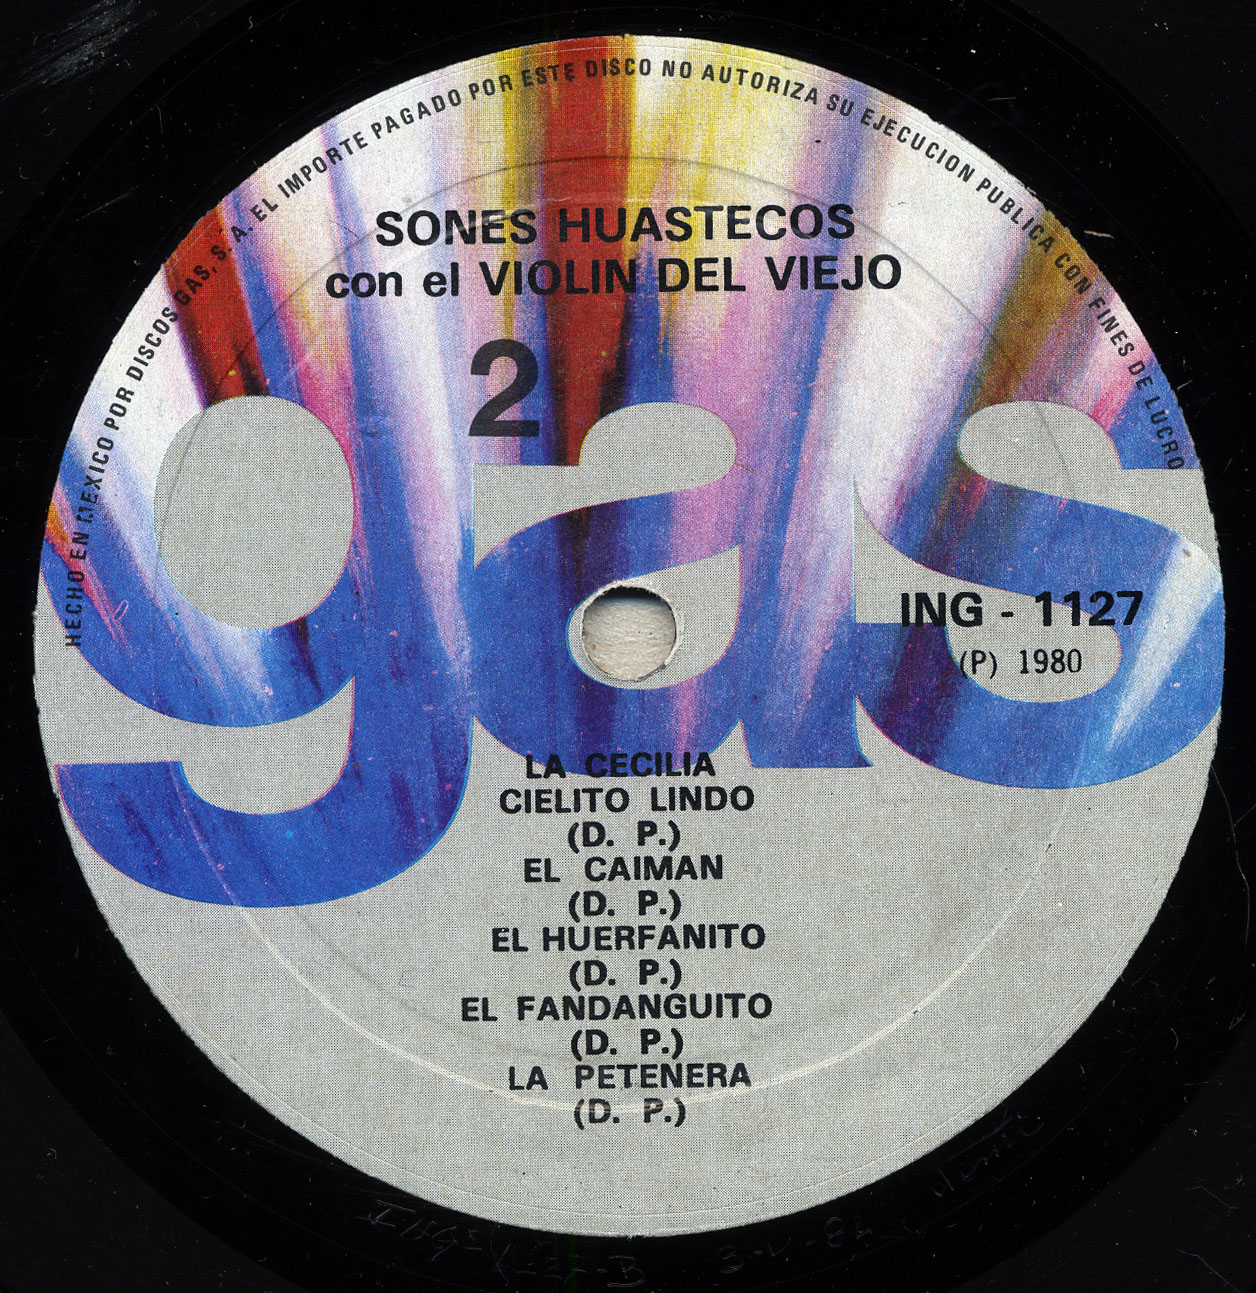 HECHO EN MEXICO POR DISCOS GAS, S. A. EL IMPORTE PAGADO POR ESTE DISCO NO AUTORIZA SU EJECUCION PUBLICA CON FINES DE LUCRO
SONES HUASTECOS
con el VIOLIN DEL VIEJO
2
gas
ING - 1127
(P) 1980
LA CECILIA
CIELITO LINDO
(D. P.)
EL CAIMAN
(D. P.)
EL HUERFANITO
(D. P.)
EL FANDANGUITO
(D. P.)
LA PETENERA
(D. P.)